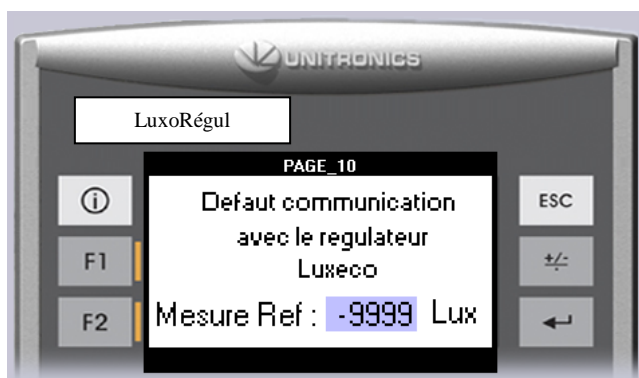 UNITRONICS
LuxoRégul
PAGE_10
Defaut communication
avec le regulateur
Luxeco
Mesure Ref : -9999 Lux
i
ESC
F1
+/-
F2